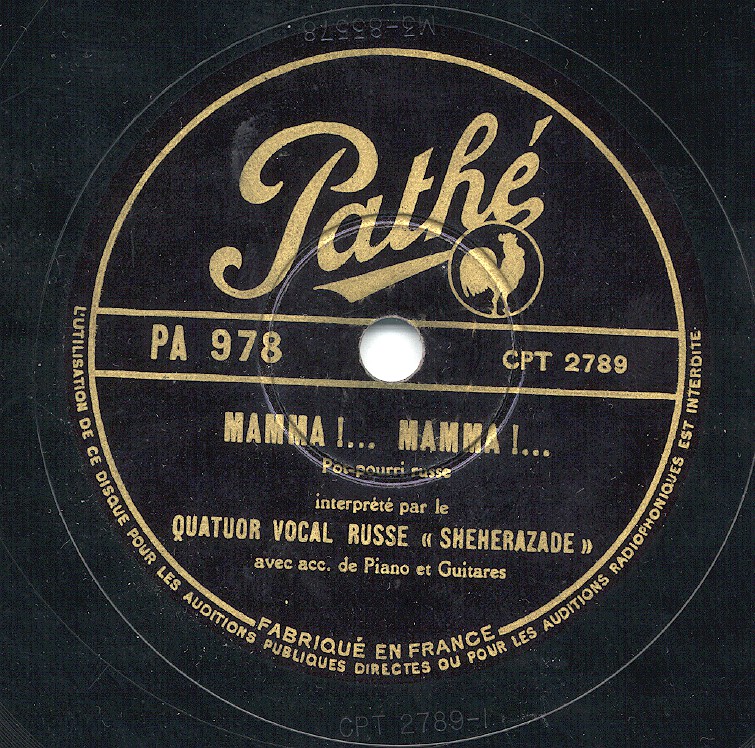 M3-83578
Pathé
PA 978
CPT 2789
MAMMA !... MAMMA !...
Pot-pourri russe
interprété par le
QUATUOR VOCAL RUSSE « SHEHERAZADE »
avec acc. de Piano et Guitares
FABRIQUÉ EN FRANCE
L'UTILISATION DE CE DISQUE POUR LES AUDITIONS PUBLIQUES DIRECTES OU POUR LES AUDITIONS RADIOPHONIQUES EST INTERDITE
CPT 2789-1